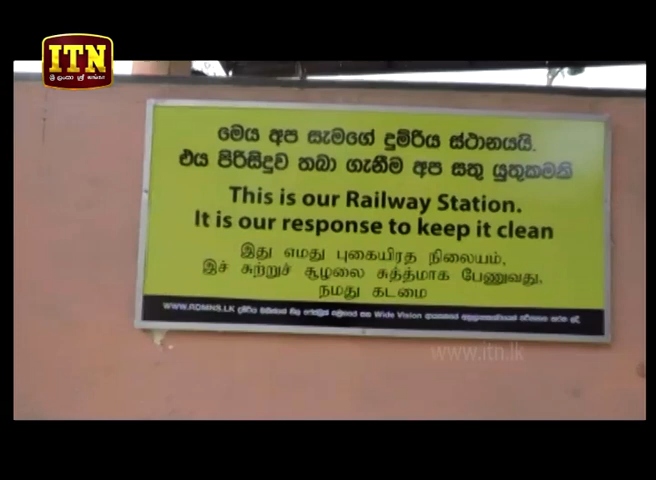 ITN
ශ්‍රී ලංකා
මෙය අප සැමගේ දුම්රිය ස්ථානයයි.
එය පිරිසිදුව තබා ගැනීම අප සතු යුතුකමකි
This is our Railway Station.
It is our response to keep it clean
இது எமது புகையிரத நிலையம்.
இச் சுற்றுச் சூழலை சுத்தமாக பேணுவது,
நமது கடமை
WWW.RDMNS.LK දුම්රිය Wide Vision
www.itn.lk